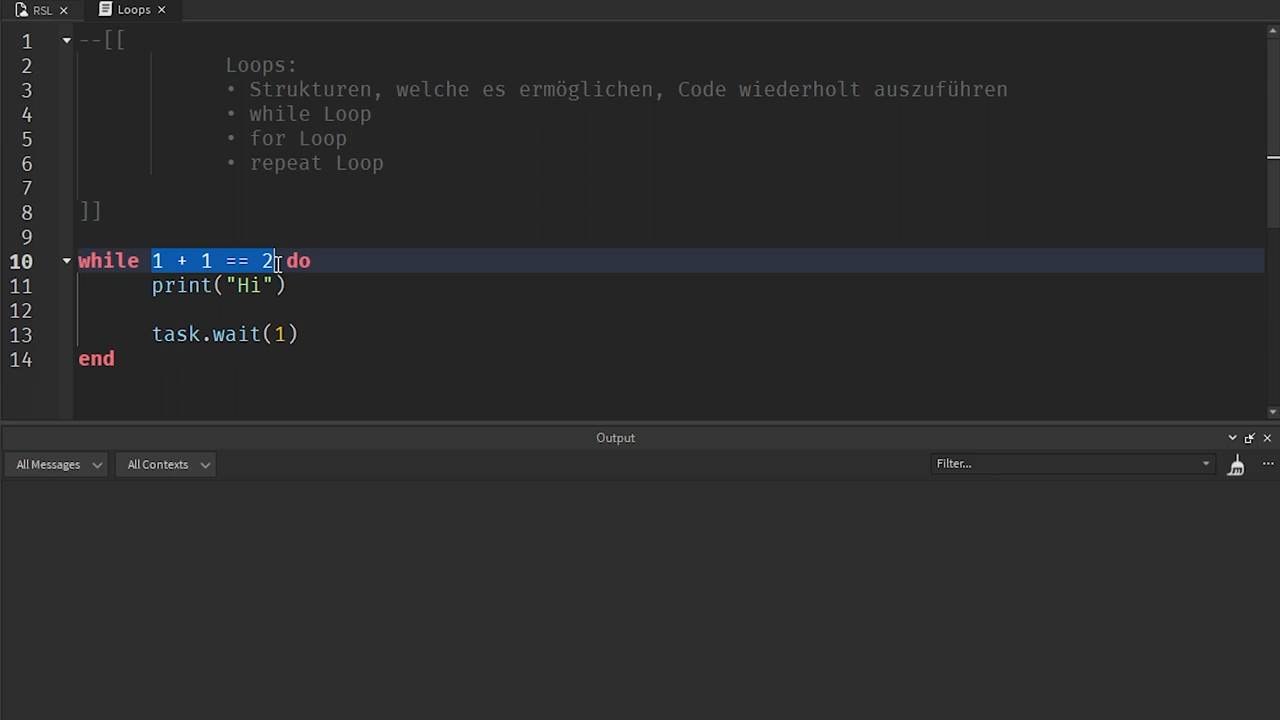 RSL
Loops
1 --[[
2 Loops:
3 • Strukturen, welche es ermöglichen, Code wiederholt auszuführen
4 • while Loop
5 • for Loop
6 • repeat Loop
7
8 ]]
9
10 while 1 + 1 == 2 do
11 print("Hi")
12
13 task.wait(1)
14 end
Output
All Messages All Contexts Filter...